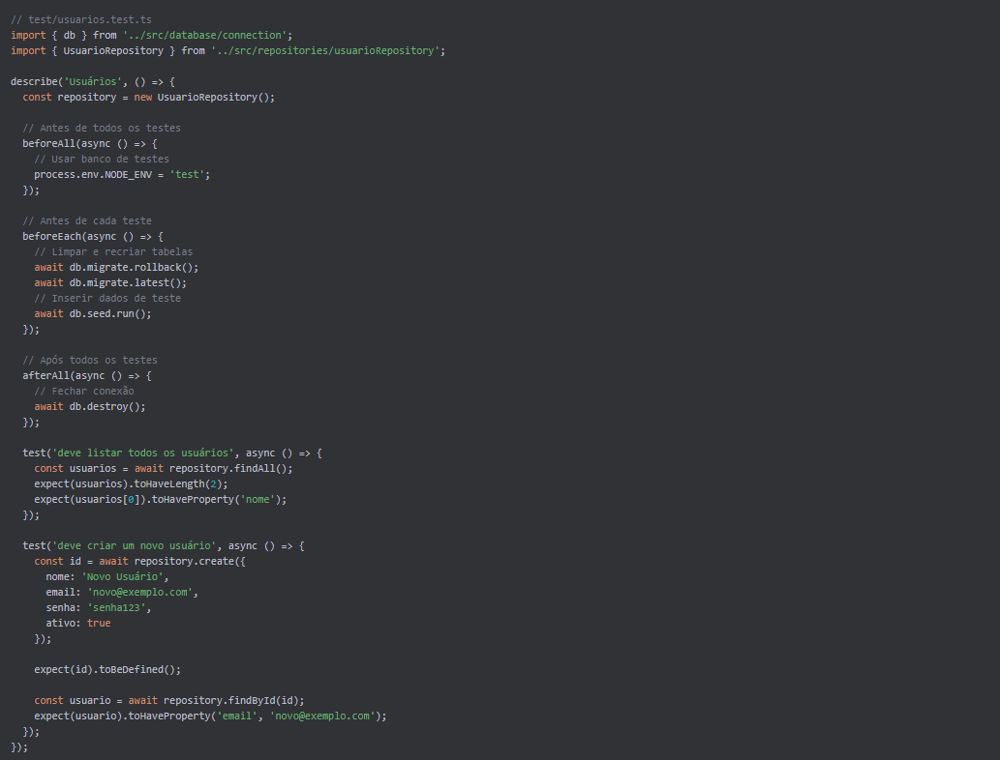 // test/usuarios.test.ts
import { db } from '../src/database/connection';
import { UsuarioRepository } from '../src/repositories/usuarioRepository';

describe('Usuários', () => {
  const repository = new UsuarioRepository();

  // Antes de todos os testes
  beforeAll(async () => {
    // Usar banco de testes
    process.env.NODE_ENV = 'test';
  });

  // Antes de cada teste
  beforeEach(async () => {
    // Limpar e recriar tabelas
    await db.migrate.rollback();
    await db.migrate.latest();
    // Inserir dados de teste
    await db.seed.run();
  });

  // Após todos os testes
  afterAll(async () => {
    // Fechar conexão
    await db.destroy();
  });

  test('deve listar todos os usuários', async () => {
    const usuarios = await repository.findAll();
    expect(usuarios).toHaveLength(2);
    expect(usuarios[0]).toHaveProperty('nome');
  });

  test('deve criar um novo usuário', async () => {
    const id = await repository.create({
      nome: 'Novo Usuário',
      email: 'novo@exemplo.com',
      senha: 'senha123',
      ativo: true
    });

    expect(id).toBeDefined();

    const usuario = await repository.findById(id);
    expect(usuario).toHaveProperty('email', 'novo@exemplo.com');
  });
});